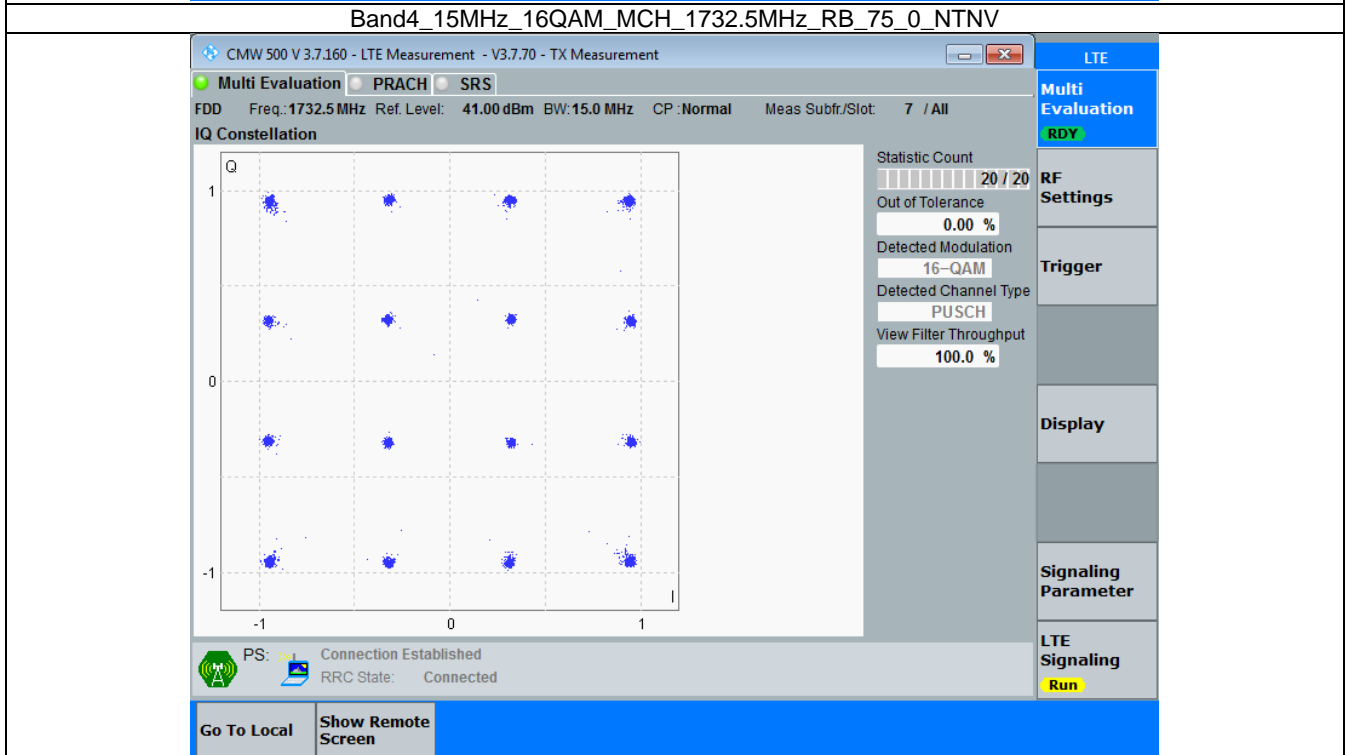 Band4_15MHz_16QAM_MCH_1732.5MHz_RB_75_0_NTNV
CMW 500 V 3.7.160 - LTE Measurement - V3.7.70 - TX Measurement
LTE
Multi Evaluation PRACH SRS
FDD Freq.: 1732.5 MHz Ref. Level: 41.00 dBm BW: 15.0 MHz CP : Normal Meas Subfr./Slot: 7 / All
IQ Constellation
Q
1
0
-1
I
-1 0 1
Statistic Count
20 / 20
Out of Tolerance
0.00 %
Detected Modulation
16-QAM
Detected Channel Type
PUSCH
View Filter Throughput
100.0 %
Multi
Evaluation
RDY
RF
Settings
Trigger
Display
Signaling
Parameter
LTE
Signaling
Run
PS: Connection Established
RRC State: Connected
Go To Local
Show Remote
Screen